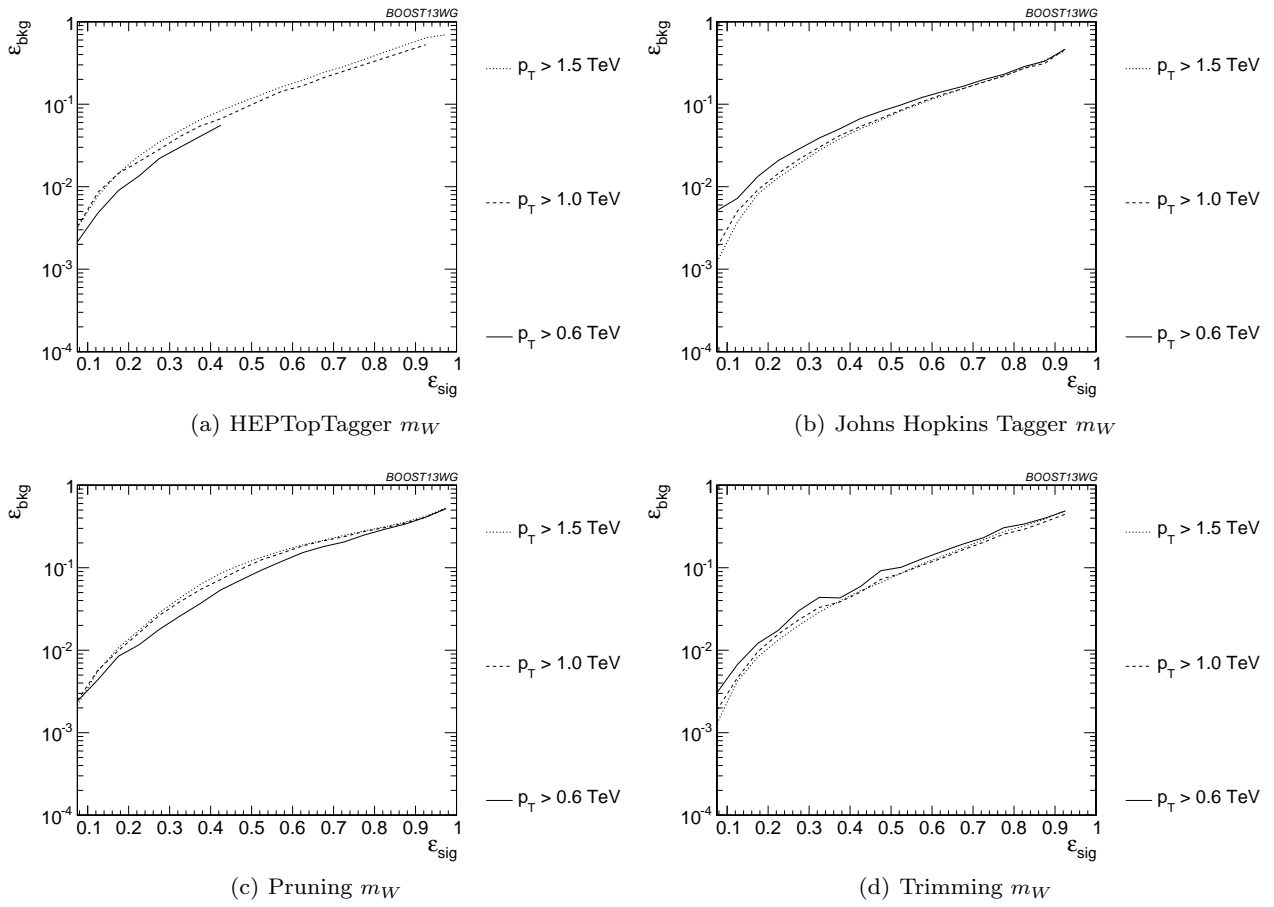 BOOST13WG
ε_bkg
1
10⁻¹
10⁻²
10⁻³
10⁻⁴
0.1 0.2 0.3 0.4 0.5 0.6 0.7 0.8 0.9 1
ε_sig
p_T > 1.5 TeV
p_T > 1.0 TeV
p_T > 0.6 TeV
(a) HEPTopTagger m_W
BOOST13WG
ε_bkg
1
10⁻¹
10⁻²
10⁻³
10⁻⁴
0.1 0.2 0.3 0.4 0.5 0.6 0.7 0.8 0.9 1
ε_sig
p_T > 1.5 TeV
p_T > 1.0 TeV
p_T > 0.6 TeV
(b) Johns Hopkins Tagger m_W
BOOST13WG
ε_bkg
1
10⁻¹
10⁻²
10⁻³
10⁻⁴
0.1 0.2 0.3 0.4 0.5 0.6 0.7 0.8 0.9 1
ε_sig
p_T > 1.5 TeV
p_T > 1.0 TeV
p_T > 0.6 TeV
(c) Pruning m_W
BOOST13WG
ε_bkg
1
10⁻¹
10⁻²
10⁻³
10⁻⁴
0.1 0.2 0.3 0.4 0.5 0.6 0.7 0.8 0.9 1
ε_sig
p_T > 1.5 TeV
p_T > 1.0 TeV
p_T > 0.6 TeV
(d) Trimming m_W